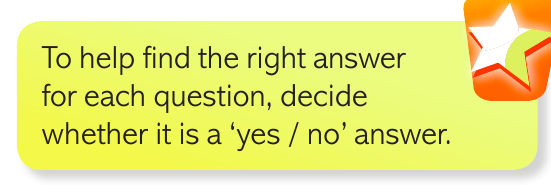 To help find the right answer
for each question, decide
whether it is a ‘yes / no’ answer.